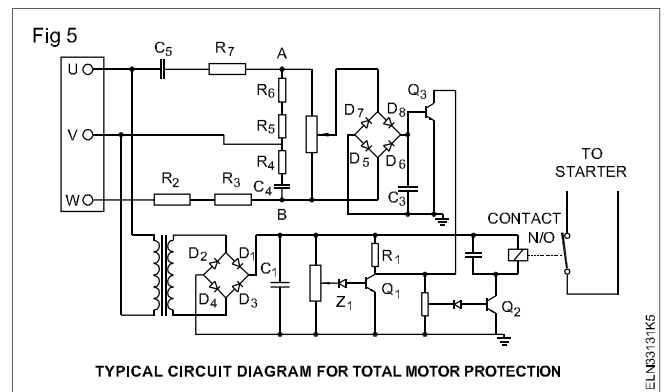 Fig 5
U
V
W
C5
R7
A
R6
R5
R4
C4
B
R2
R3
D7
D8
D5
D6
Q3
C3
TO
STARTER
CONTACT
N/O
D2
D1
D4
D3
C1
Z1
R1
Q1
Q2
TYPICAL CIRCUIT DIAGRAM FOR TOTAL MOTOR PROTECTION
ELN33131K5